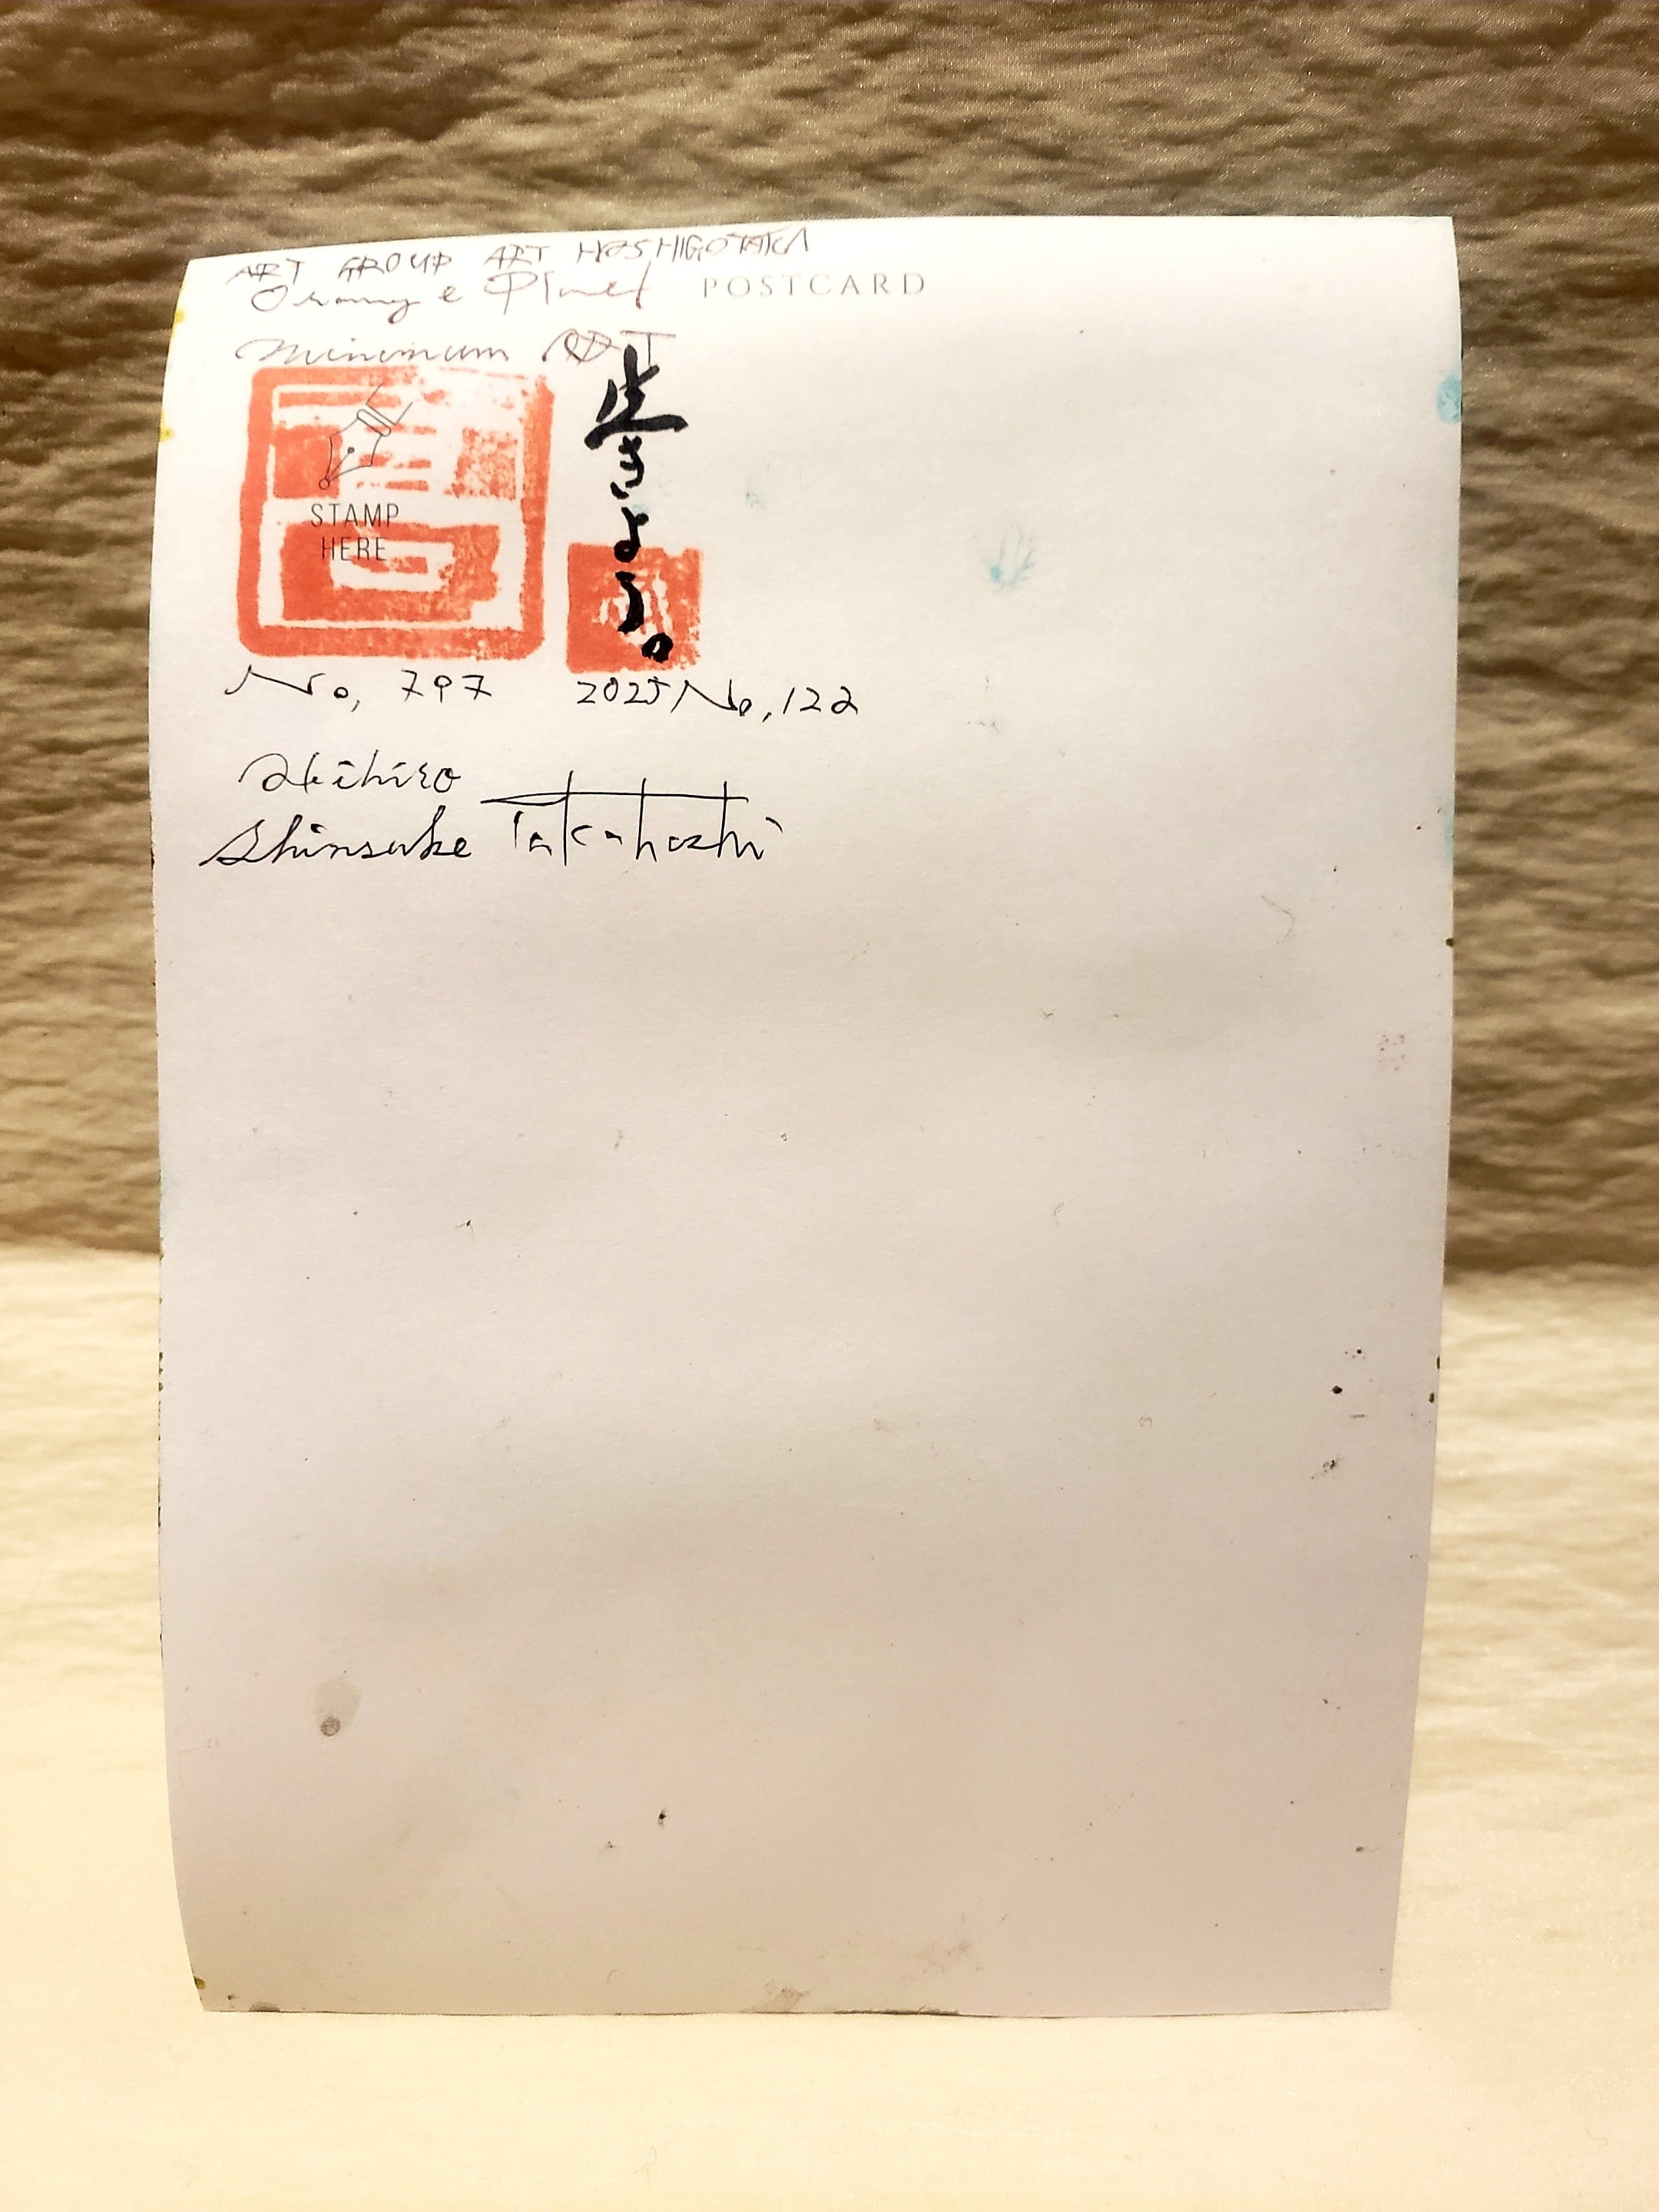 ART GROUP ART HOSHIGOTAKA
Orange Planet
POSTCARD
minimum ART
STAMP
HERE
生きよう。
No, 797
2025 No, 122
Akihiro
Shinsuke Takahashi